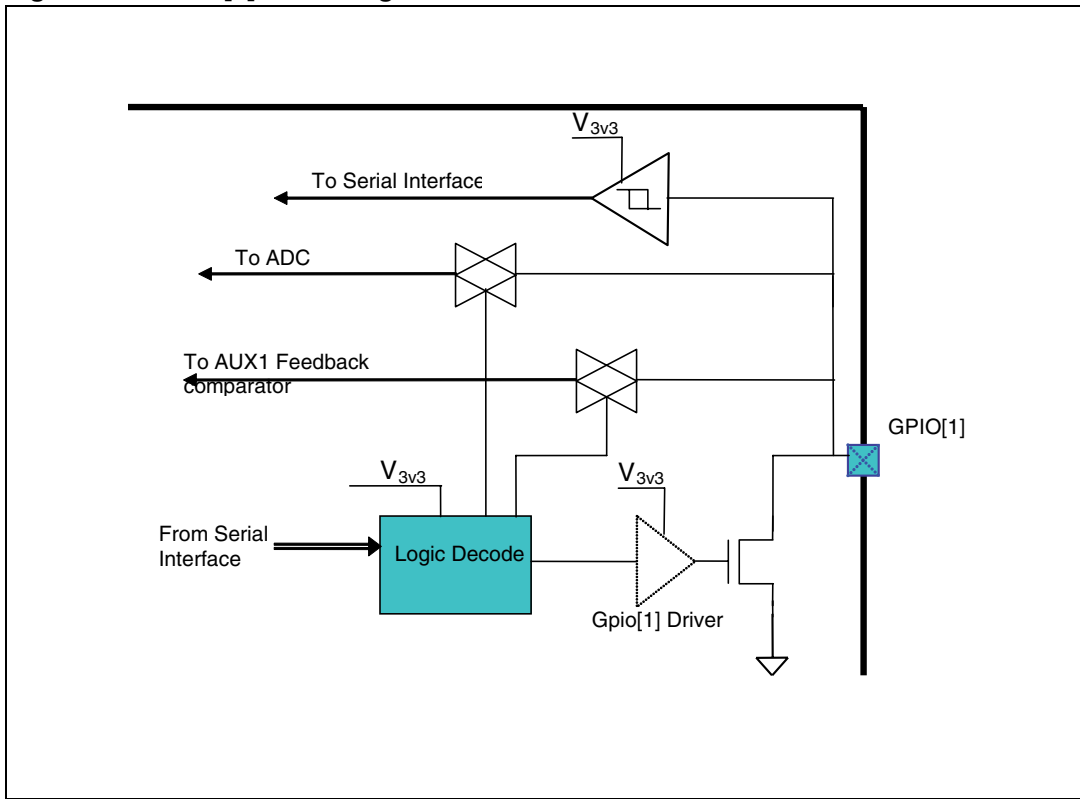 V3v3
To Serial Interface
To ADC
To AUX1 Feedback
comparator
GPIO[1]
V3v3
V3v3
From Serial
Interface
Logic Decode
Gpio[1] Driver